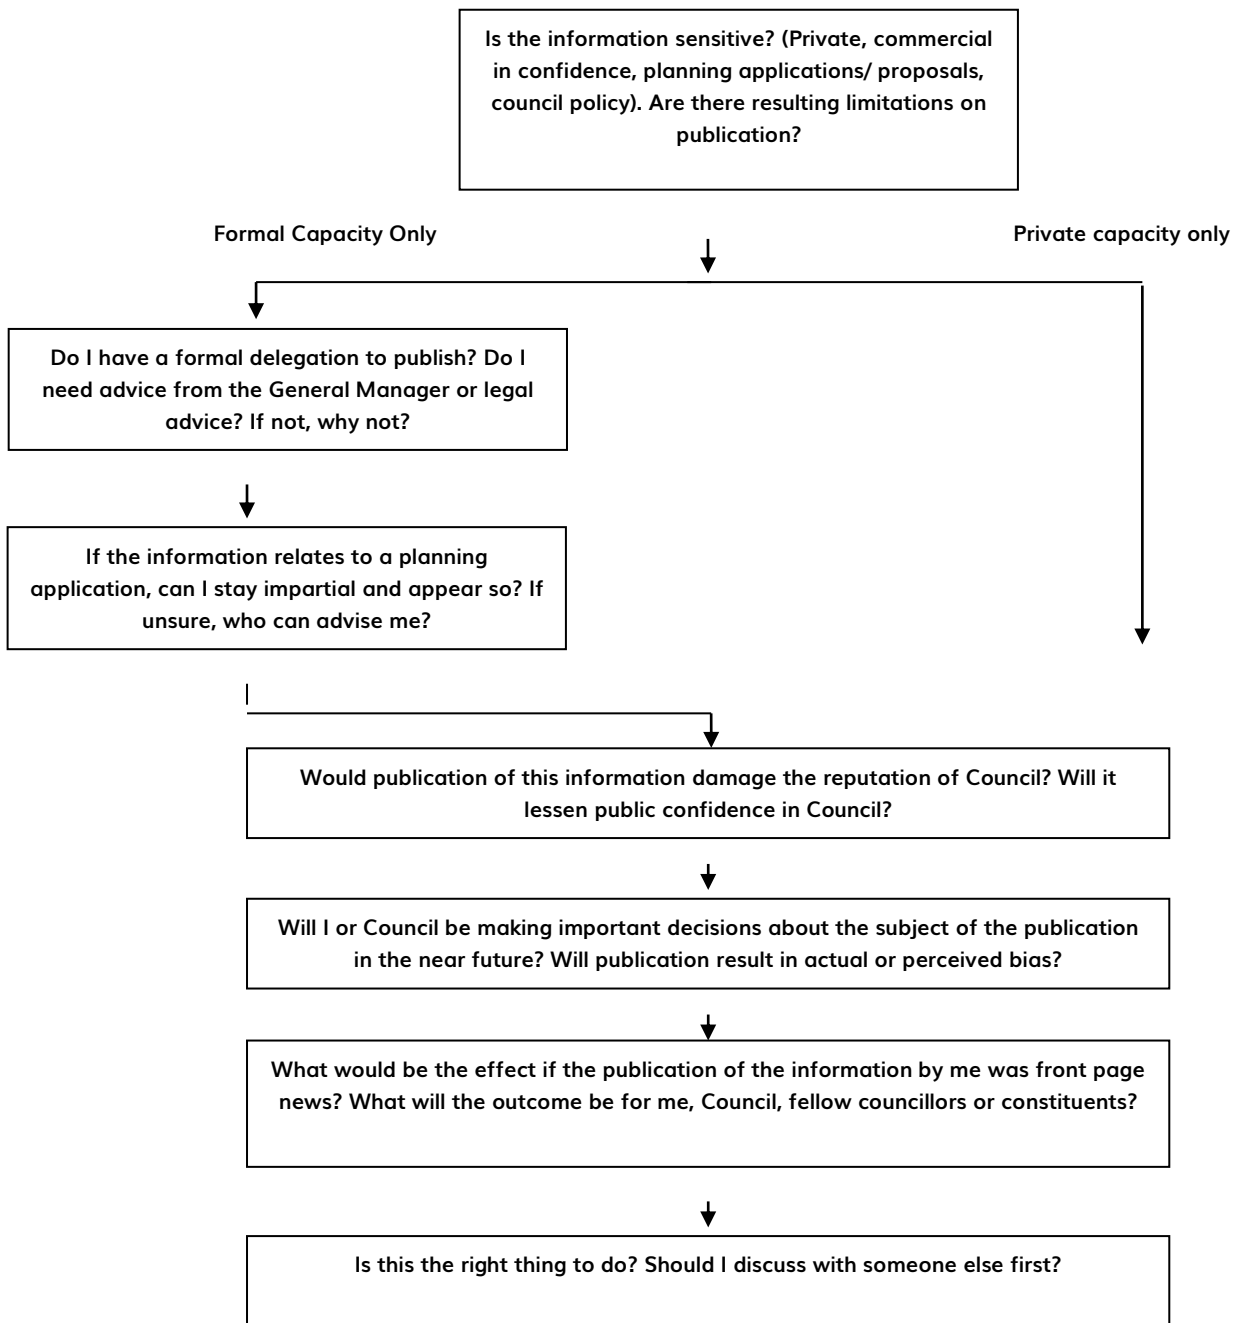 Is the information sensitive? (Private, commercial
in confidence, planning applications/ proposals,
council policy). Are there resulting limitations on
publication?
Formal Capacity Only
Private capacity only
Do I have a formal delegation to publish? Do I
need advice from the General Manager or legal
advice? If not, why not?
If the information relates to a planning
application, can I stay impartial and appear so? If
unsure, who can advise me?
Would publication of this information damage the reputation of Council? Will it
lessen public confidence in Council?
Will I or Council be making important decisions about the subject of the publication
in the near future? Will publication result in actual or perceived bias?
What would be the effect if the publication of the information by me was front page
news? What will the outcome be for me, Council, fellow councillors or constituents?
Is this the right thing to do? Should I discuss with someone else first?